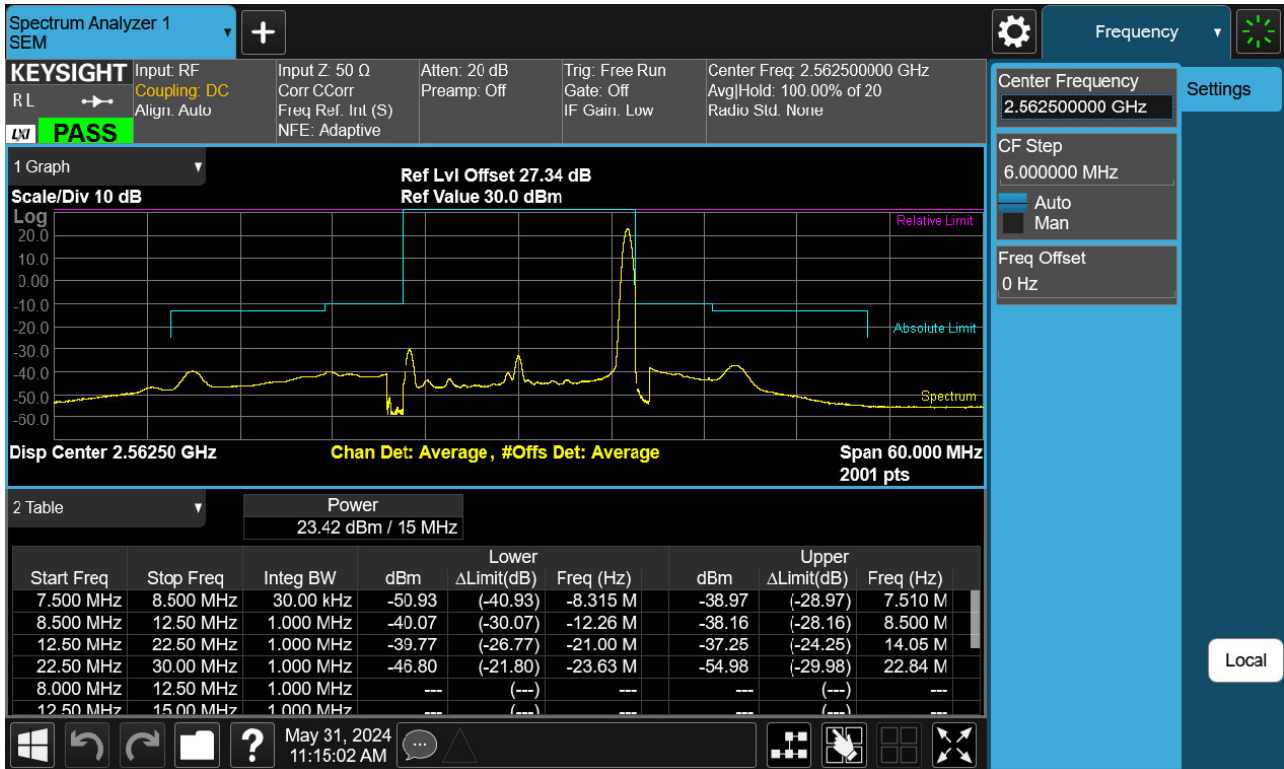 Spectrum Analyzer 1
SEM
+
Frequency
KEYSIGHT
RL
LXI
PASS
Input: RF
Coupling: DC
Align: Auto
Input Z: 50 Ω
Corr CCorr
Freq Ref: Int (S)
NFE: Adaptive
Atten: 20 dB
Preamp: Off
Trig: Free Run
Gate: Off
IF Gain: Low
Center Freq: 2.562500000 GHz
Avg|Hold: 100.00% of 20
Radio Std: None
Center Frequency
2.562500000 GHz
Settings
CF Step
6.000000 MHz
Auto
Man
Freq Offset
0 Hz
Local
1 Graph
Scale/Div 10 dB
Ref Lvl Offset 27.34 dB
Ref Value 30.0 dBm
Log
20.0
10.0
0.00
-10.0
-20.0
-30.0
-40.0
-50.0
-60.0
Relative Limit
Absolute Limit
Spectrum
Disp Center 2.56250 GHz
Chan Det: Average, #Offs Det: Average
Span 60.000 MHz
2001 pts
2 Table
Power
23.42 dBm / 15 MHz
Lower Upper
Start Freq Stop Freq Integ BW dBm ΔLimit(dB) Freq (Hz) dBm ΔLimit(dB) Freq (Hz)
7.500 MHz 8.500 MHz 30.00 kHz -50.93 (-40.93) -8.315 M -38.97 (-28.97) 7.510 M
8.500 MHz 12.50 MHz 1.000 MHz -40.07 (-30.07) -12.26 M -38.16 (-28.16) 8.500 M
12.50 MHz 22.50 MHz 1.000 MHz -39.77 (-26.77) -21.00 M -37.25 (-24.25) 14.05 M
22.50 MHz 30.00 MHz 1.000 MHz -46.80 (-21.80) -23.63 M -54.98 (-29.98) 22.84 M
8.000 MHz 12.50 MHz 1.000 MHz --- (---) --- --- (---) ---
12.50 MHz 15.00 MHz 1.000 MHz --- (---) --- --- (---) ---
?
May 31, 2024
11:15:02 AM